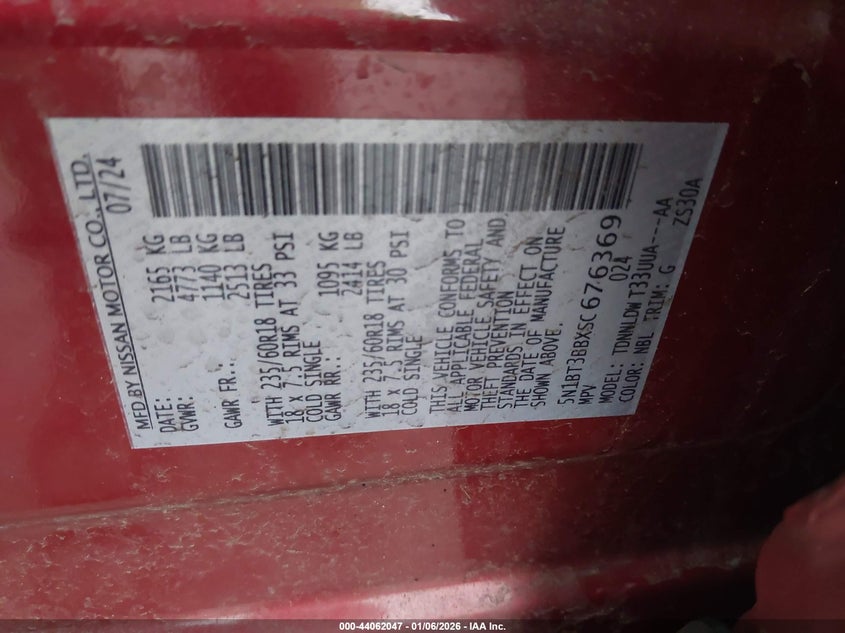 MFD BY NISSAN MOTOR CO., LTD.
DATE: 07/24
GVWR: 2165 KG
4773 LB
GAWR FR.: 1140 KG
2513 LB
WITH 235/60R18 TIRES
18 X 7.5 RIMS AT 33 PSI
COLD SINGLE
GAWR RR.: 1095 KG
2414 LB
WITH 235/60R18 TIRES
18 X 7.5 RIMS AT 30 PSI
COLD SINGLE
THIS VEHICLE CONFORMS TO
ALL APPLICABLE FEDERAL
MOTOR VEHICLE SAFETY AND
THEFT PREVENTION
STANDARDS IN EFFECT ON
THE DATE OF MANUFACTURE
SHOWN ABOVE.
5N1BT3BBXSC676369
MPV 024
MODEL: TDNNLDW T33UUA---AA
COLOR: NBL TRIM: G ZS30A
000-44062047 - 01/06/2026 - IAA Inc.